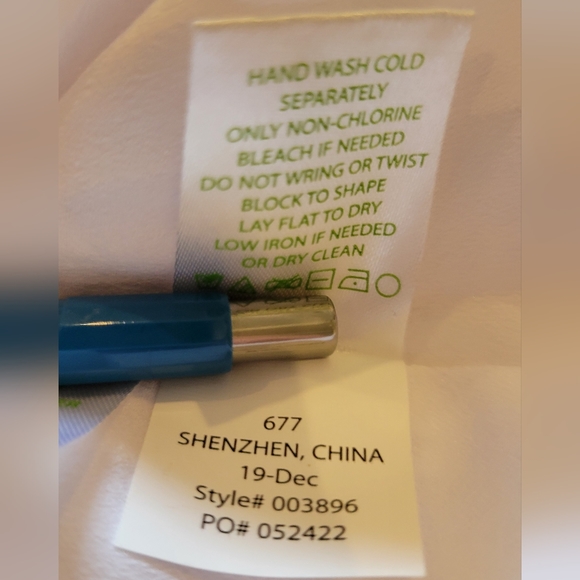 HAND WASH COLD
SEPARATELY
ONLY NON-CHLORINE
BLEACH IF NEEDED
DO NOT WRING OR TWIST
BLOCK TO SHAPE
LAY FLAT TO DRY
LOW IRON IF NEEDED
OR DRY CLEAN
677
SHENZHEN, CHINA
19-Dec
Style# 003896
PO# 052422